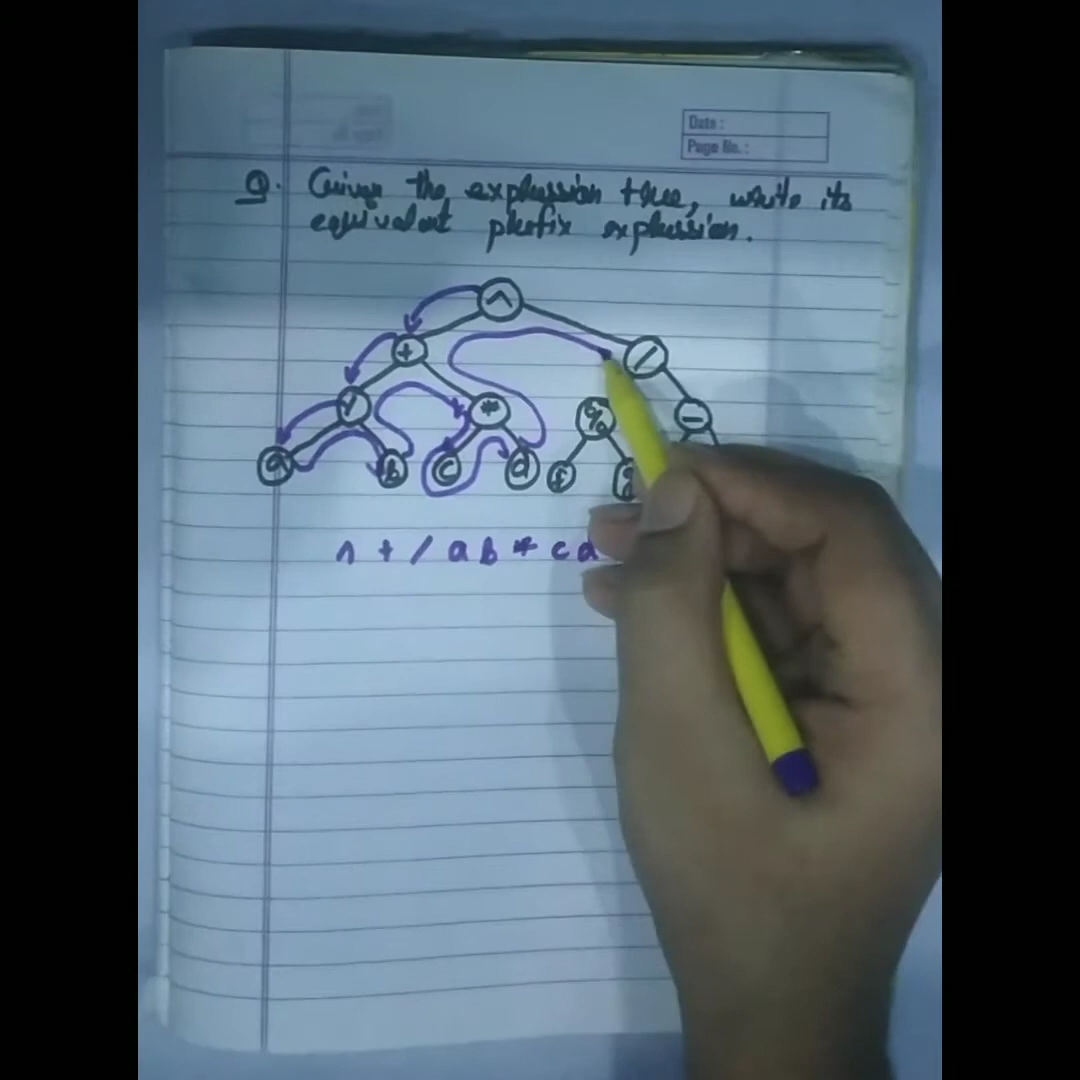 Date :
Page No. :
Q. Given the expression tree, write its
equivalent prefix expression.
^
+ /
/ * % -
a b c d f g
^ + / a b * c d